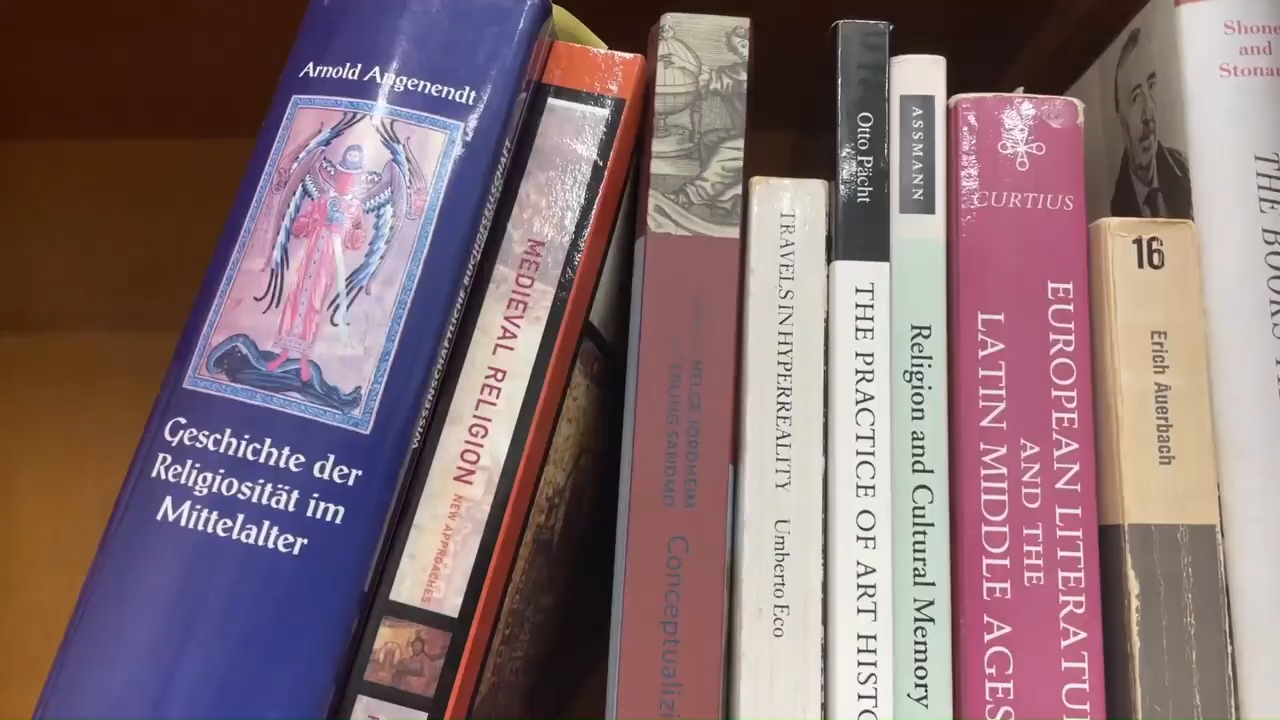 Arnold Angenendt
Geschichte der
Religiosität im
Mittelalter
WISSENSCHAFTLICHE BUCHGESELLSCHAFT
MEDIEVAL RELIGION NEW APPROACHES
HELGE JORDHEIM
ERLING SANDMO
TRAVELS IN HYPERREALITY Umberto Eco
Otto Pächt
THE PRACTICE OF ART HISTO
ASSMANN
Religion and Cultural Memory
CURTIUS
EUROPEAN LITERATU
AND THE
LATIN MIDDLE AGES
16
Erich Auerbach
Shone
and
Stonar
THE BOOKS